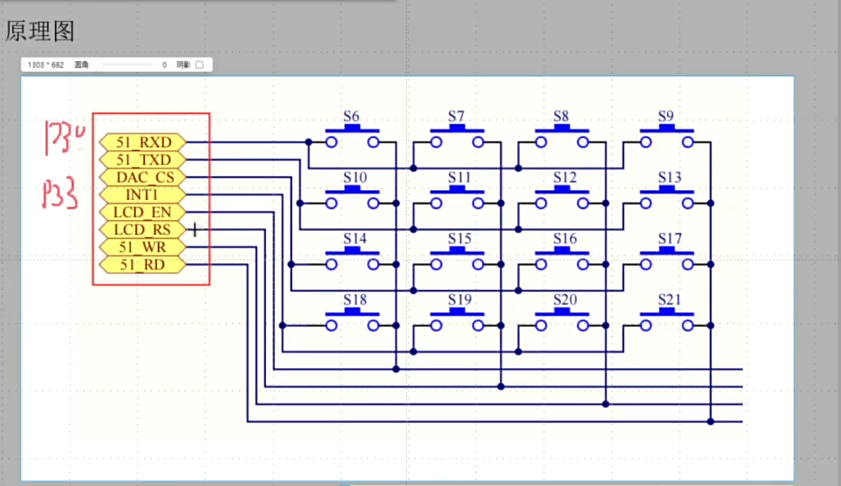 原理图
1303 * 682 圆角 0 阴影
S6 S7 S8 S9
P30
51_RXD
51_TXD
DAC_CS
S10 S11 S12 S13
P33
INT1
LCD_EN
LCD_RS
51_WR
51_RD
S14 S15 S16 S17
S18 S19 S20 S21